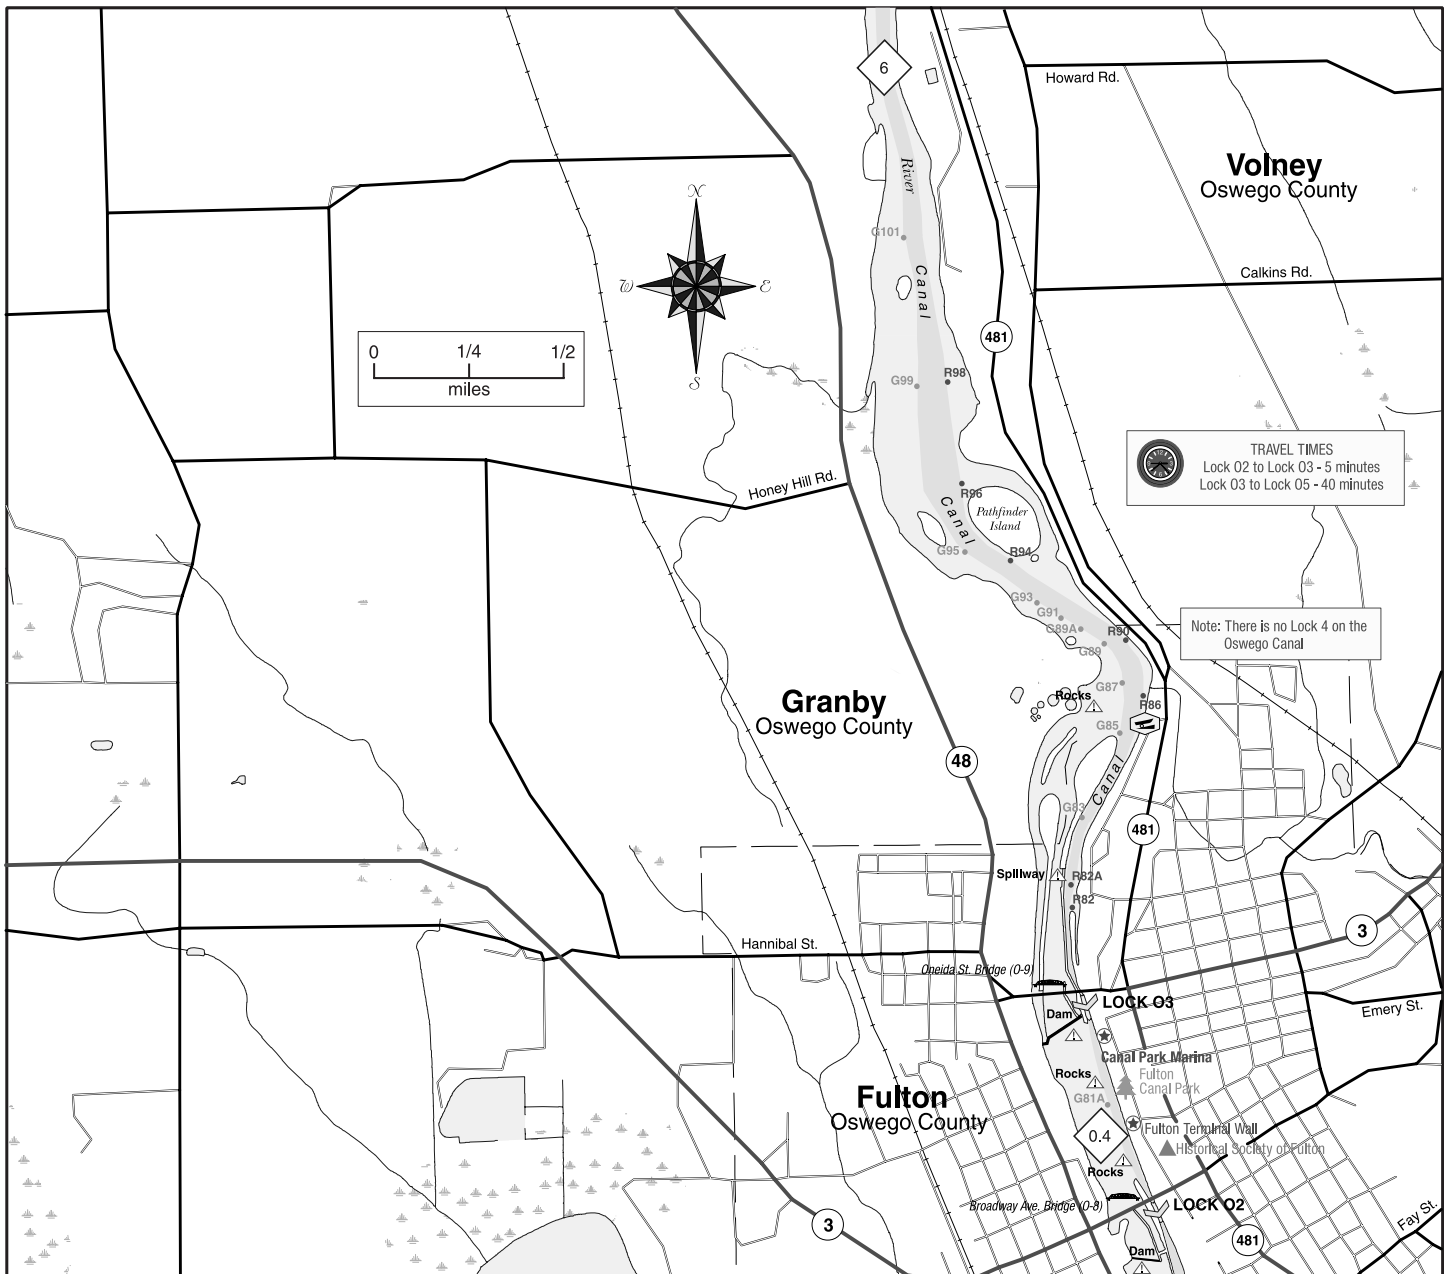 6
Howard Rd.
Volney
Oswego County
River
N
G101
Calkins Rd.
W
E
Canal
481
0 1/4 1/2
miles
S
G99
R98
TRAVEL TIMES
Lock O2 to Lock O3 - 5 minutes
Lock O3 to Lock O5 - 40 minutes
Honey Hill Rd.
R96
Canal
Pathfinder
Island
G95
R94
G93
G91
G89A
R90
G89
Note: There is no Lock 4 on the
Oswego Canal
G87
Rocks
R86
Granby
Oswego County
G85
48
Canal
G83
481
Spillway
R82A
R82
3
Hannibal St.
Oneida St. Bridge (O-9)
LOCK O3
Dam
Emery St.
Canal Park Marina
Rocks
Fulton
Canal Park
G81A
Fulton
Oswego County
0.4
Fulton Terminal Wall
Historical Society of Fulton
Rocks
Broadway Ave. Bridge (O-8)
LOCK O2
3
481
Fay St.
Dam